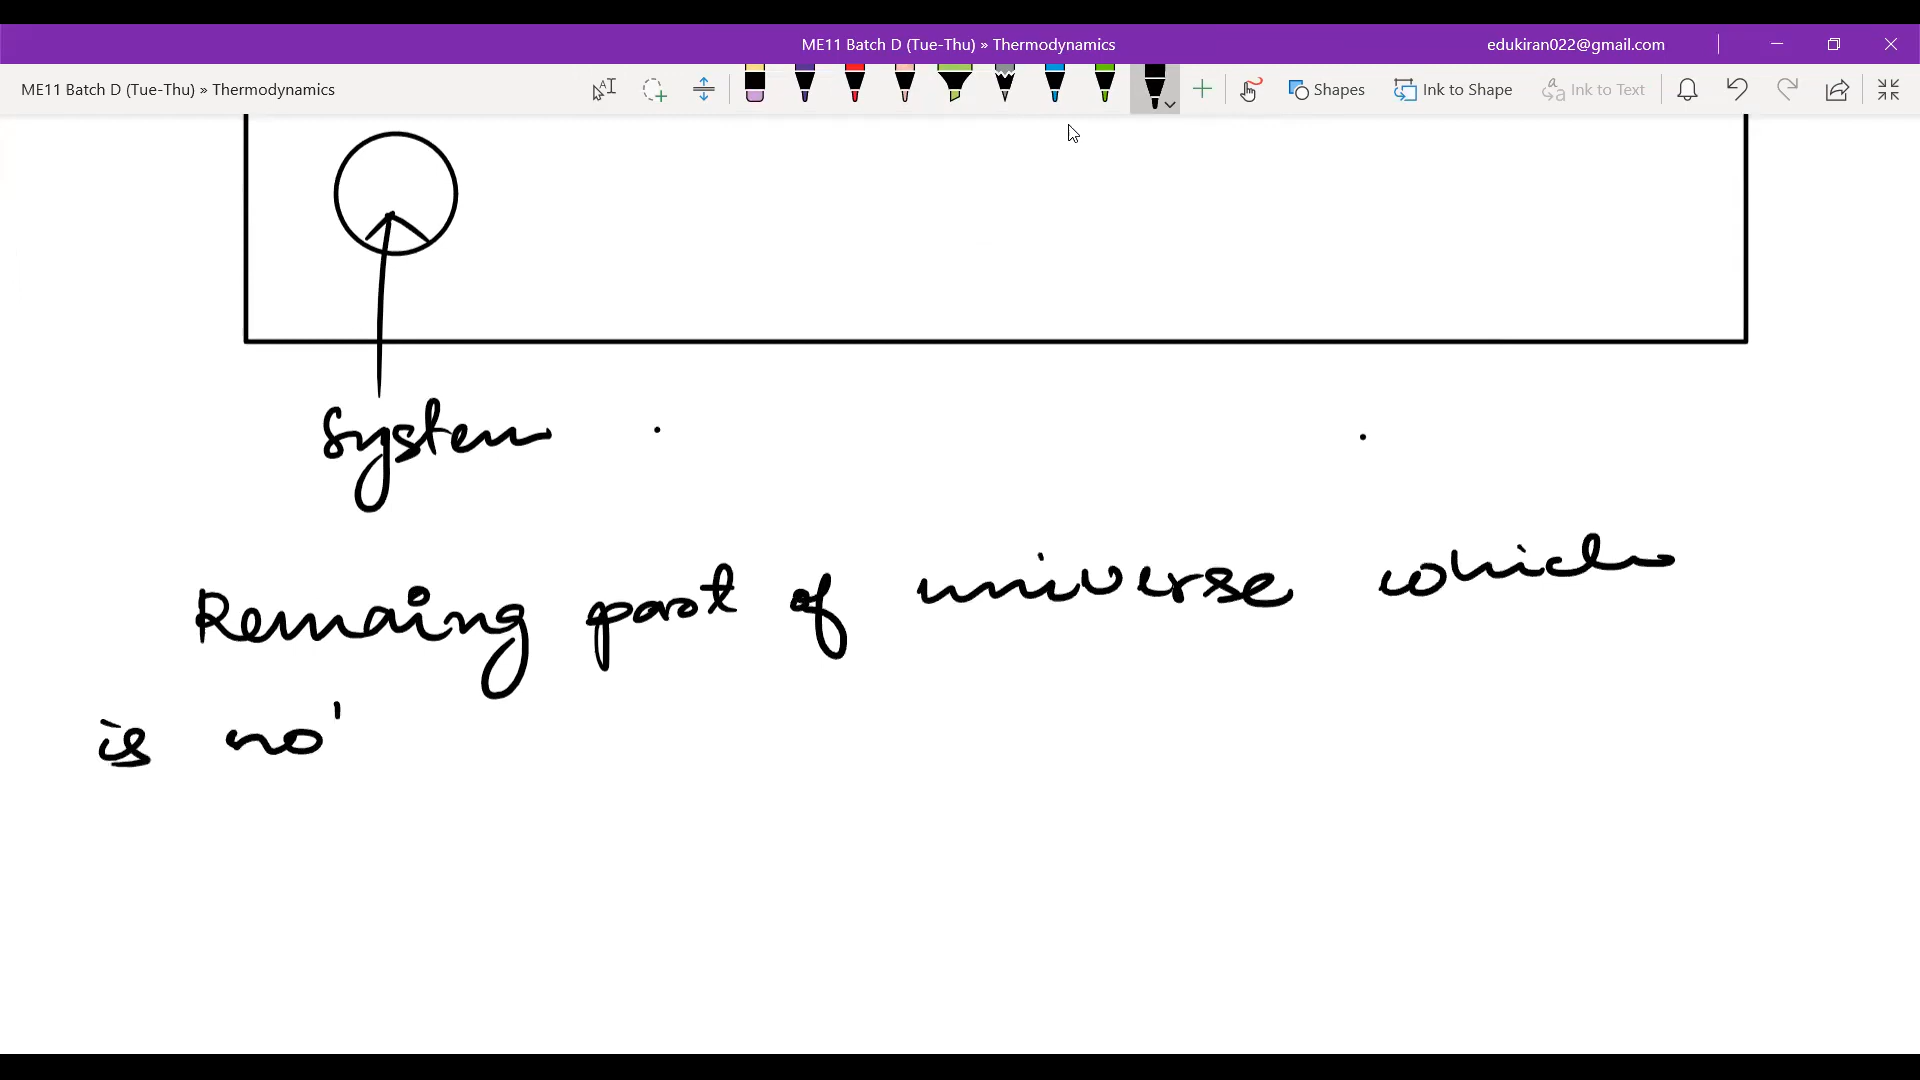 ME11 Batch D (Tue-Thu) » Thermodynamics
edukiran022@gmail.com
ME11 Batch D (Tue-Thu) » Thermodynamics
Shapes
Ink to Shape
Ink to Text
System
Remaing part of universe which
is no